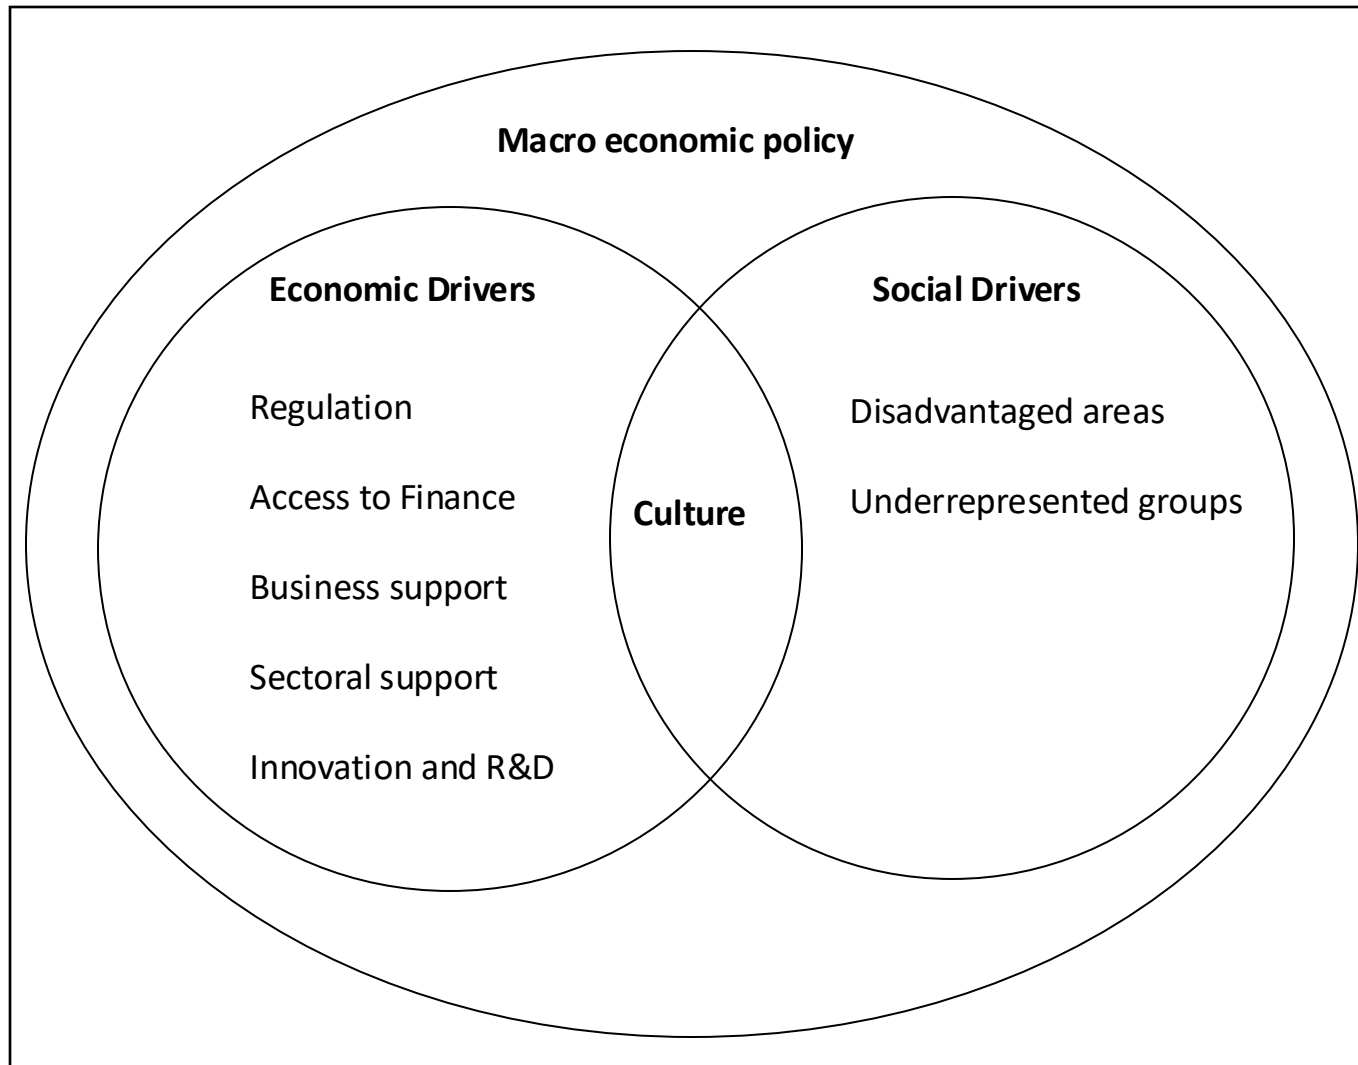 Macro economic policy
Economic Drivers
Regulation
Access to Finance
Business support
Sectoral support
Innovation and R&D
Culture
Social Drivers
Disadvantaged areas
Underrepresented groups